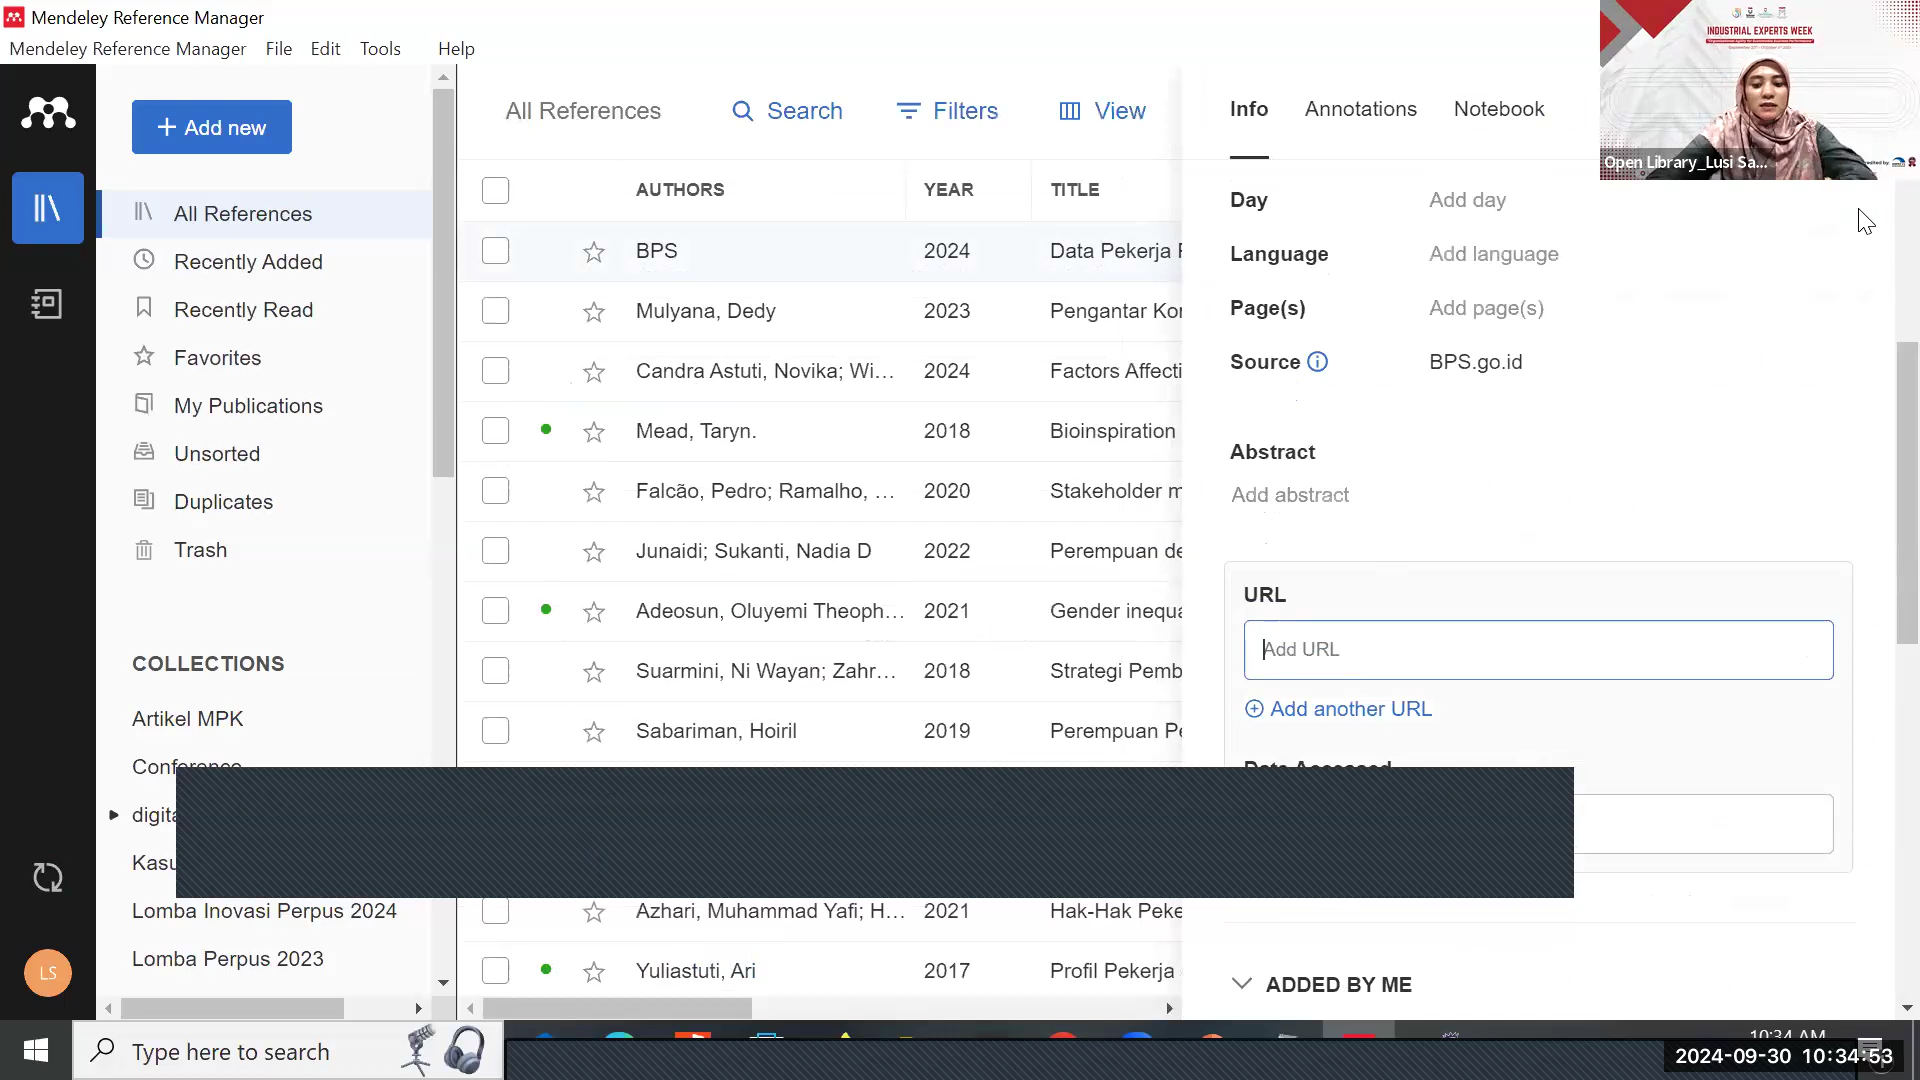 Mendeley Reference Manager
Mendeley Reference Manager File Edit Tools Help
INDUSTRIAL EXPERTS WEEK
Open Library_Lusi Sa...
+ Add new
All References
Recently Added
Recently Read
Favorites
My Publications
Unsorted
Duplicates
Trash
COLLECTIONS
Artikel MPK
Conference
Lomba Inovasi Perpus 2024
Lomba Perpus 2023
LS
All References Search Filters View
AUTHORS YEAR TITLE
BPS 2024 Data Pekerja
Mulyana, Dedy 2023 Pengantar
Candra Astuti, Novika; Wi... 2024 Factors
Mead, Taryn. 2018 Bioinspiration
Falcão, Pedro; Ramalho, ... 2020 Stakeholder
Junaidi; Sukanti, Nadia D 2022 Perempuan
Adeosun, Oluyemi Theoph... 2021 Gender
Suarmini, Ni Wayan; Zahr... 2018 Strategi
Sabariman, Hoiril 2019 Perempuan
Azhari, Muhammad Yafi; H... 2021 Hak-Hak
Yuliastuti, Ari 2017 Profil Pekerja
Info Annotations Notebook
Day Add day
Language Add language
Page(s) Add page(s)
Source BPS.go.id
Abstract
Add abstract
URL
Add URL
Add another URL
Date Accessed
ADDED BY ME
Type here to search
10:34 AM
2024-09-30 10:34:53